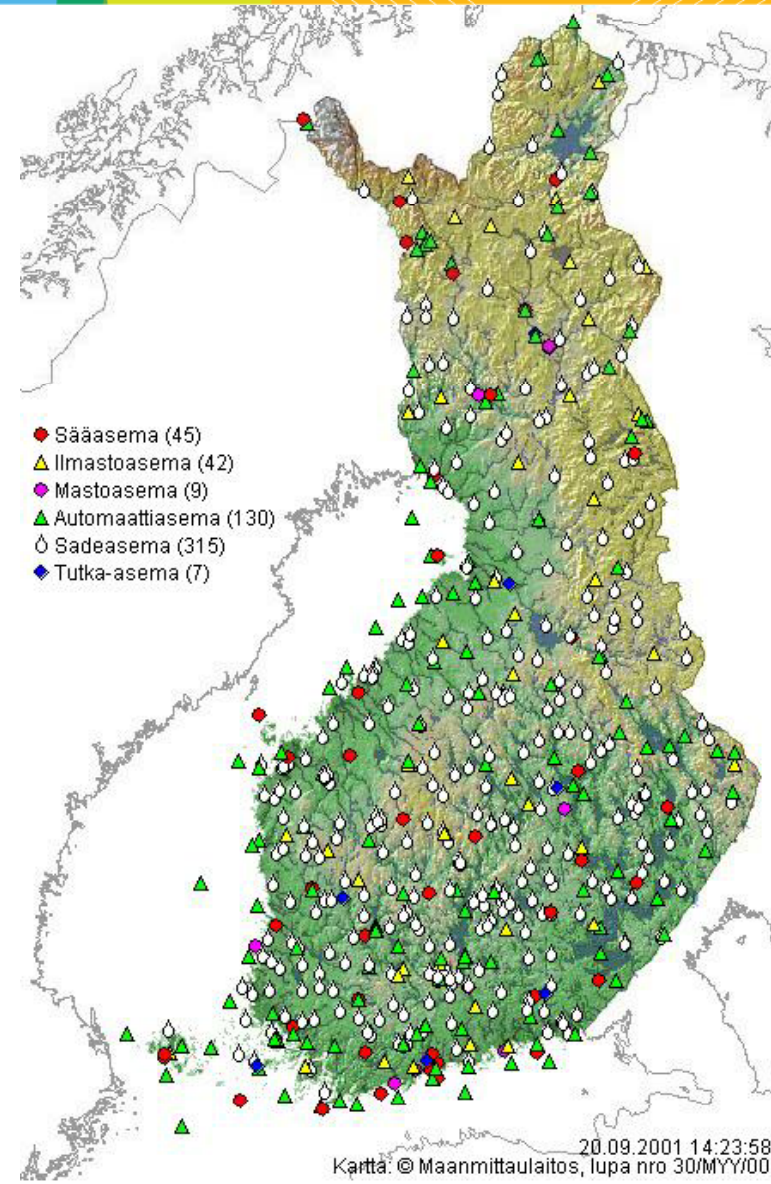 Sääasema (45)
Ilmastoasema (42)
Mastoasema (9)
Automaattiasema (130)
Sadeasema (315)
Tutka-asema (7)
20.09.2001 14:23:58
Kartta: © Maanmittaulaitos, lupa nro 30/MYY/00